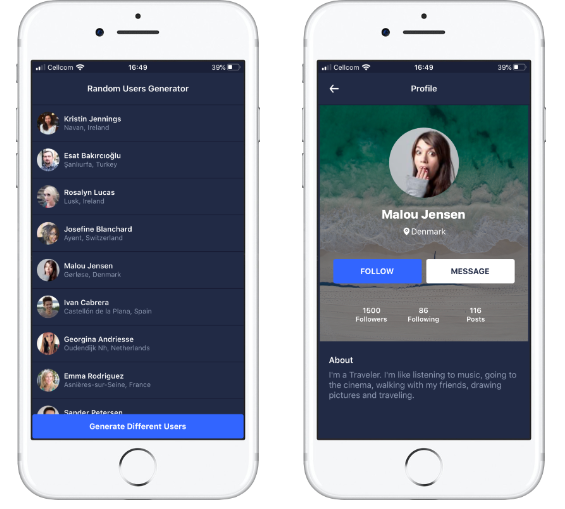 Cellcom 16:49 39%
Random Users Generator
Kristin Jennings
Navan, Ireland
Esat Bakırcıoğlu
Şanlıurfa, Turkey
Rosalyn Lucas
Lusk, Ireland
Josefine Blanchard
Ayent, Switzerland
Malou Jensen
Gerlese, Denmark
Ivan Cabrera
Castellón de la Plana, Spain
Georgina Andriesse
Oudendijk Nh, Netherlands
Emma Rodriguez
Asnières-sur-Seine, France
Sander Petersen
Generate Different Users
Cellcom 16:49 39%
Profile
Malou Jensen
Denmark
FOLLOW MESSAGE
1500 86 116
Followers Following Posts
About
I'm a Traveler. I'm like listening to music, going to
the cinema, walking with my friends, drawing
pictures and traveling.